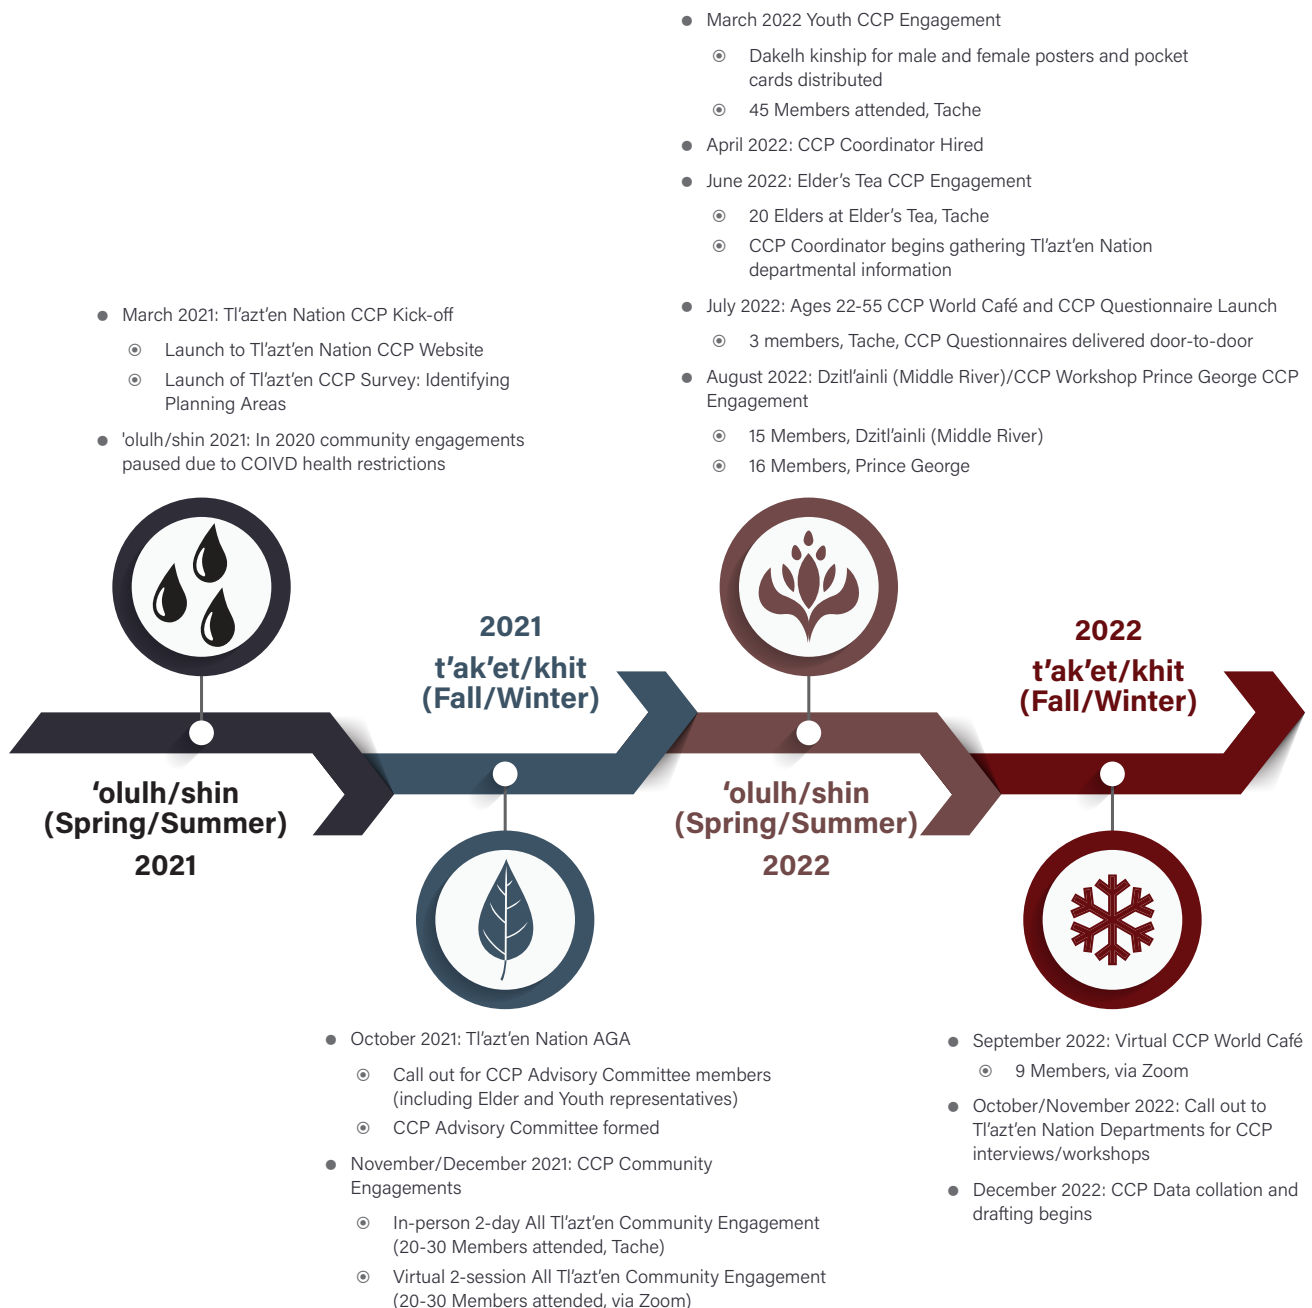 March 2021: Tl'azt'en Nation CCP Kick-off
Launch to Tl'azt'en Nation CCP Website
Launch of Tl'azt'en CCP Survey: Identifying
Planning Areas
'olulh/shin 2021: In 2020 community engagements
paused due to COIVD health restrictions
'olulh/shin
(Spring/Summer)
2021
2021
t'ak'et/khit
(Fall/Winter)
October 2021: Tl'azt'en Nation AGA
Call out for CCP Advisory Committee members
(including Elder and Youth representatives)
CCP Advisory Committee formed
November/December 2021: CCP Community
Engagements
In-person 2-day All Tl'azt'en Community Engagement
(20-30 Members attended, Tache)
Virtual 2-session All Tl'azt'en Community Engagement
(20-30 Members attended, via Zoom)
March 2022 Youth CCP Engagement
Dakelh kinship for male and female posters and pocket
cards distributed
45 Members attended, Tache
April 2022: CCP Coordinator Hired
June 2022: Elder's Tea CCP Engagement
20 Elders at Elder's Tea, Tache
CCP Coordinator begins gathering Tl'azt'en Nation
departmental information
July 2022: Ages 22-55 CCP World Café and CCP Questionnaire Launch
3 members, Tache, CCP Questionnaires delivered door-to-door
August 2022: Dzitl'ainli (Middle River)/CCP Workshop Prince George CCP
Engagement
15 Members, Dzitl'ainli (Middle River)
16 Members, Prince George
'olulh/shin
(Spring/Summer)
2022
2022
t'ak'et/khit
(Fall/Winter)
September 2022: Virtual CCP World Café
9 Members, via Zoom
October/November 2022: Call out to
Tl'azt'en Nation Departments for CCP
interviews/workshops
December 2022: CCP Data collation and
drafting begins